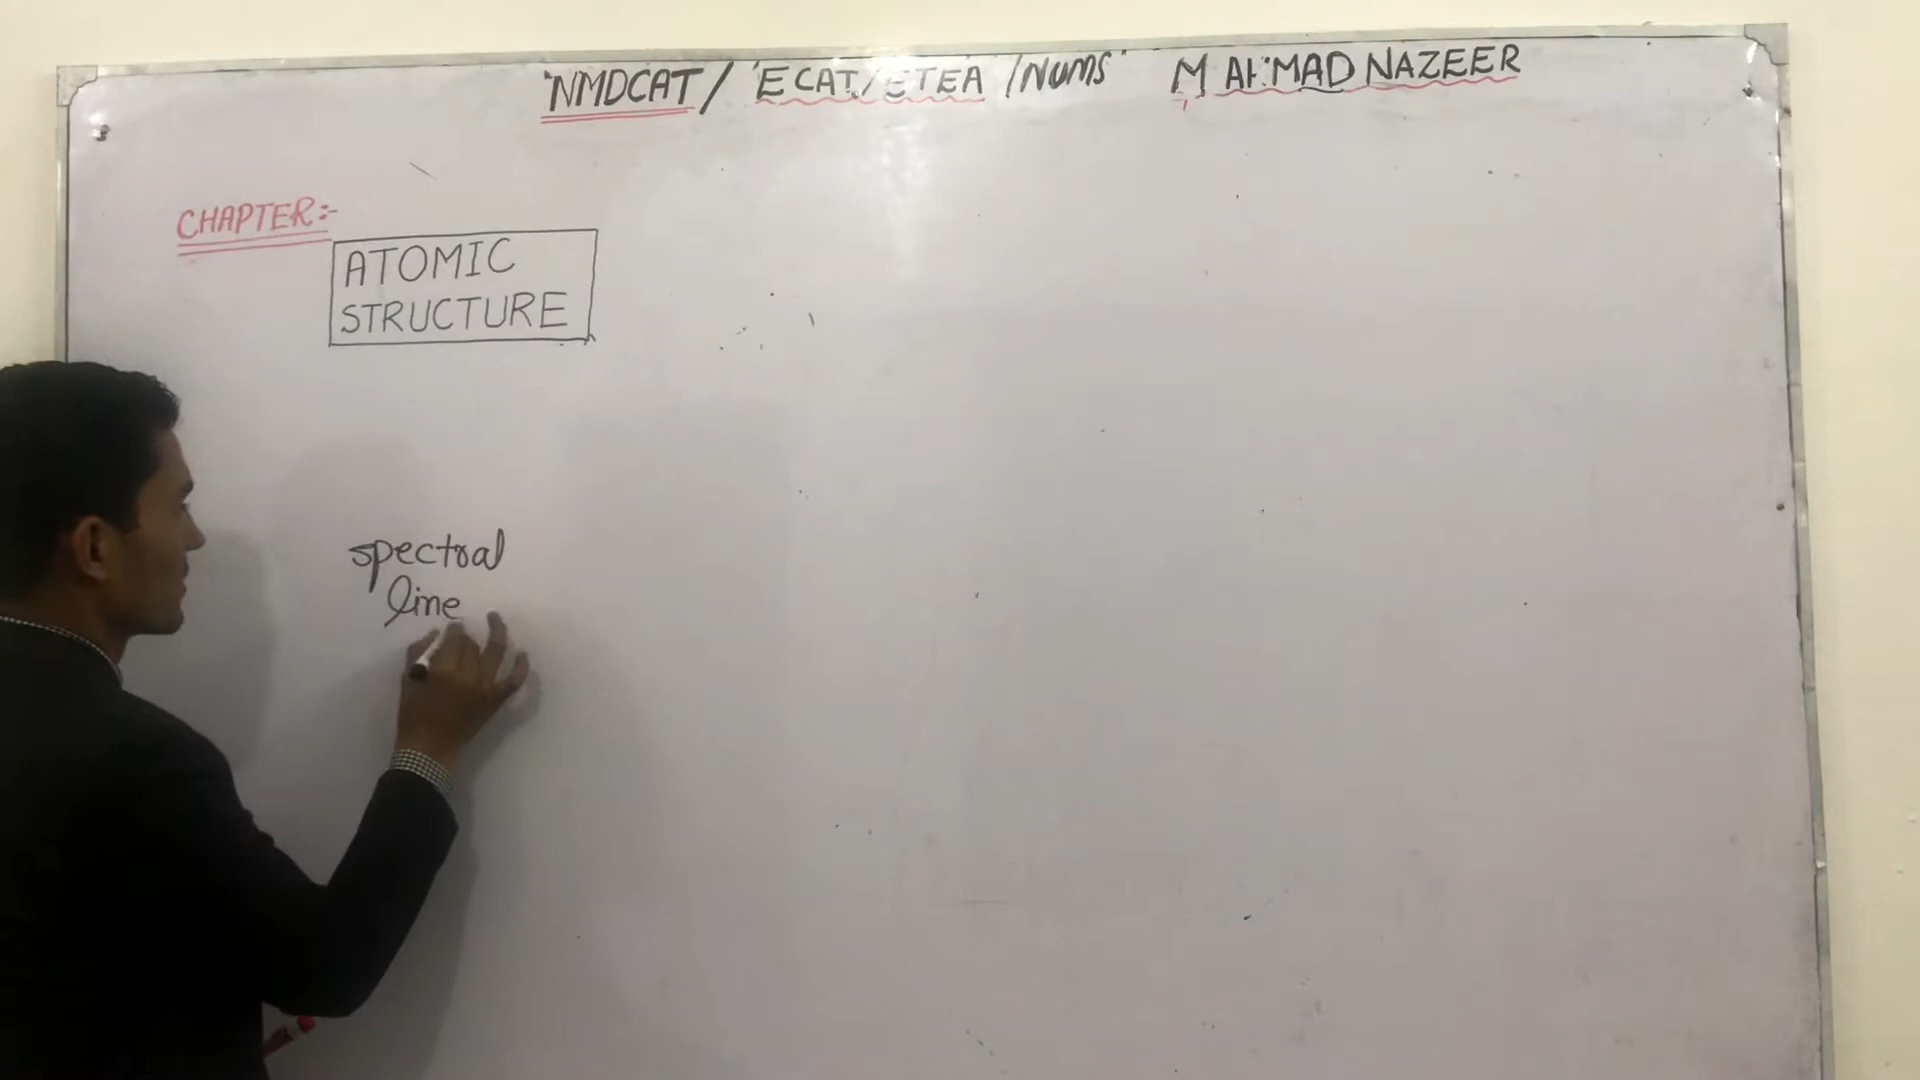 "NMDCAT / "ECAT/ETEA /NUMS" M AHMAD NAZEER
CHAPTER:-
ATOMIC
STRUCTURE
spectral
line